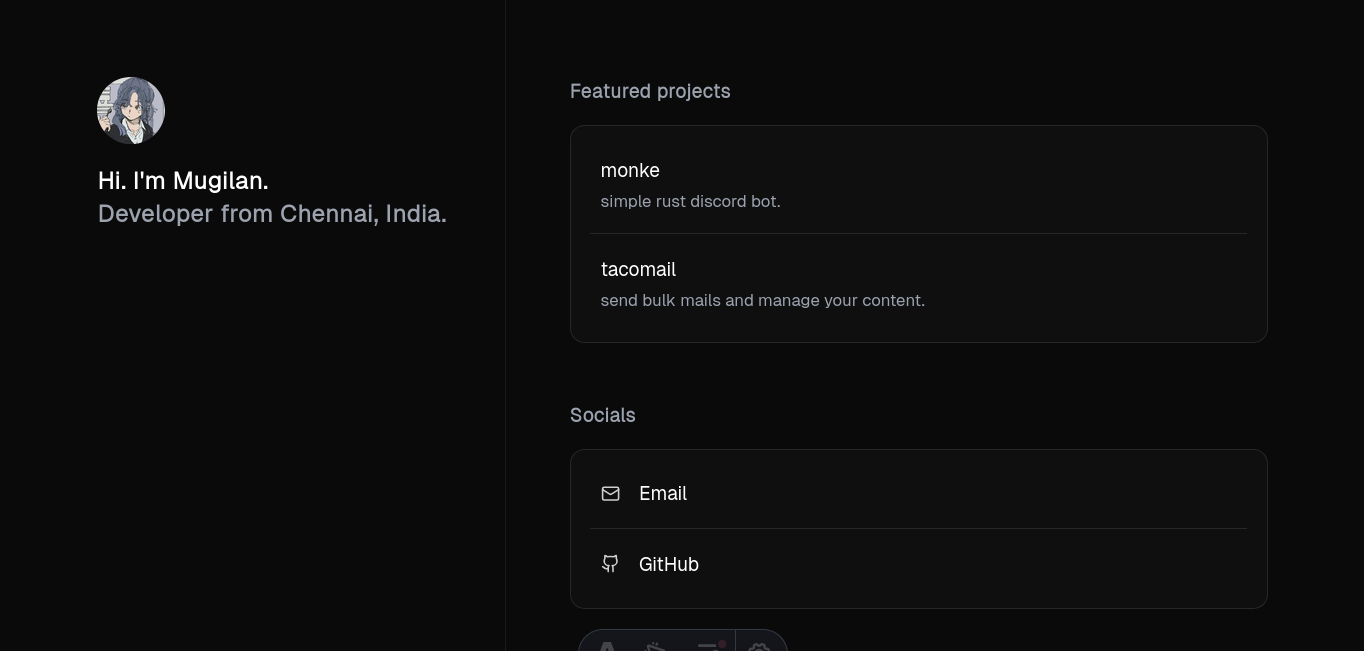 Hi. I'm Mugilan.
Developer from Chennai, India.
Featured projects
monke
simple rust discord bot.
tacomail
send bulk mails and manage your content.
Socials
Email
GitHub